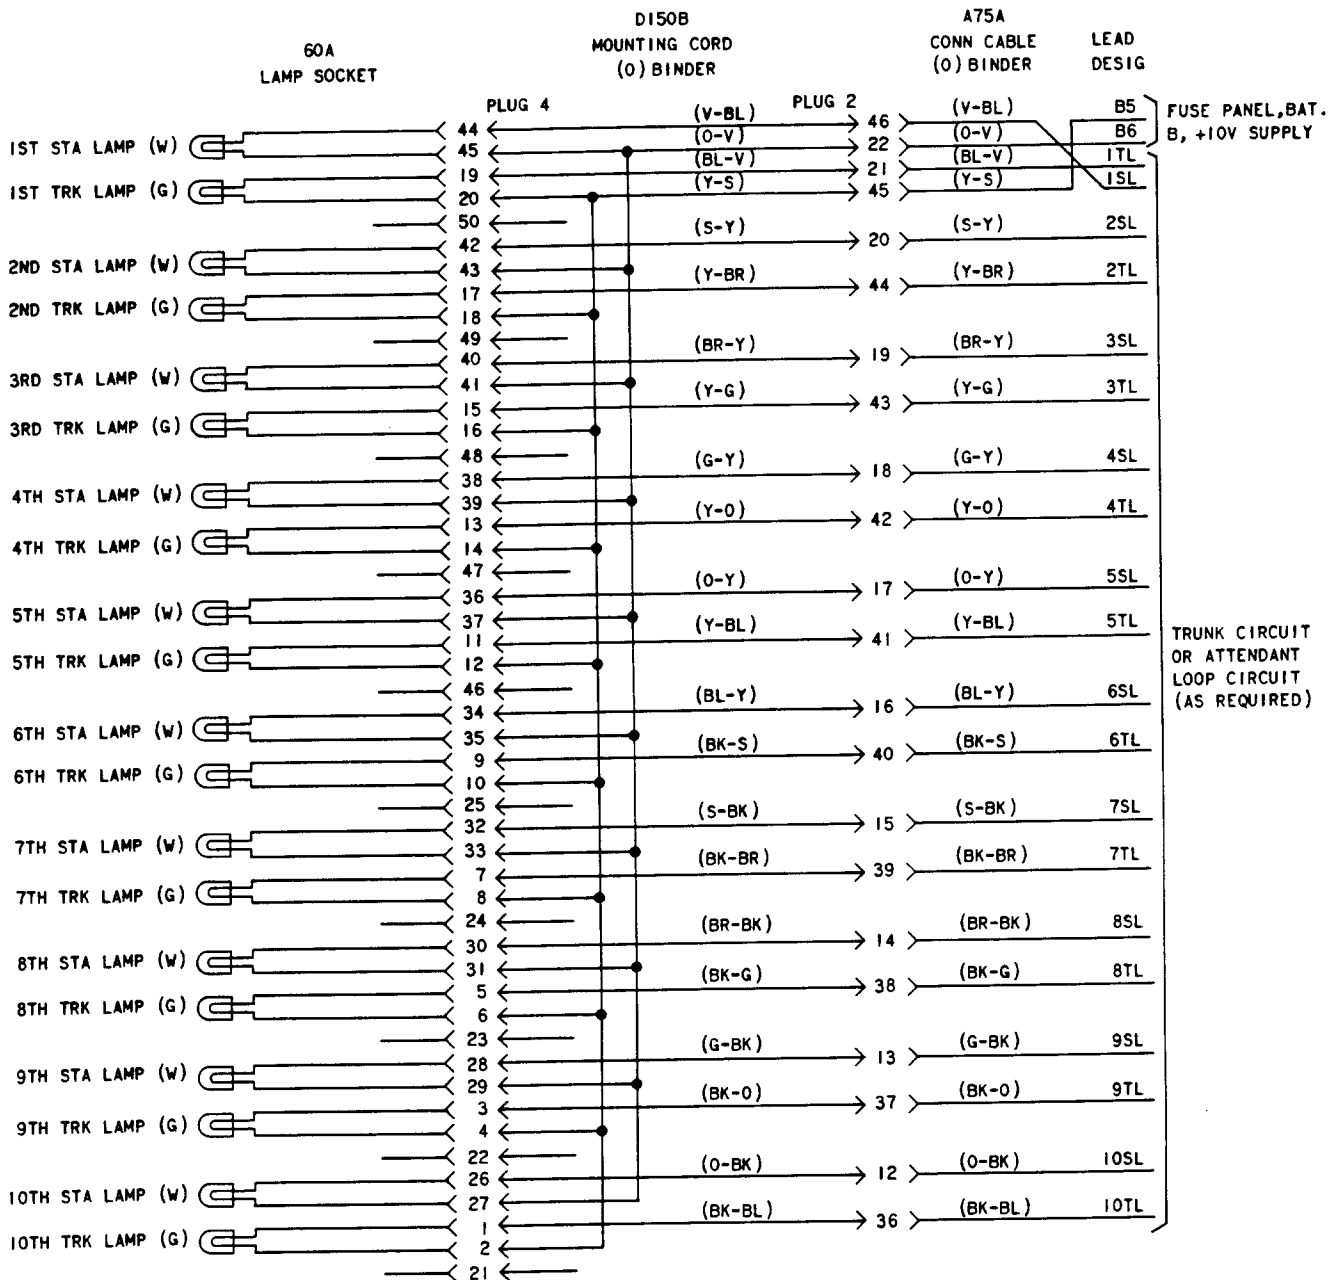 60A
LAMP SOCKET
D150B
MOUNTING CORD
(O) BINDER
A75A
CONN CABLE
(O) BINDER
LEAD
DESIG
PLUG 4
PLUG 2
FUSE PANEL, BAT.
B, +10V SUPPLY
1ST STA LAMP (W)
44 (V-BL) 46 (V-BL) B5
45 (O-V) 22 (O-V) B6
1ST TRK LAMP (G)
19 (BL-V) 21 (BL-V) 1TL
20 (Y-S) 45 (Y-S) 1SL
50
2ND STA LAMP (W)
42 (S-Y) 20 (S-Y) 2SL
43
2ND TRK LAMP (G)
17 (Y-BR) 44 (Y-BR) 2TL
18
49
3RD STA LAMP (W)
40 (BR-Y) 19 (BR-Y) 3SL
41
3RD TRK LAMP (G)
15 (Y-G) 43 (Y-G) 3TL
16
48
4TH STA LAMP (W)
38 (G-Y) 18 (G-Y) 4SL
39
4TH TRK LAMP (G)
13 (Y-O) 42 (Y-O) 4TL
14
47
5TH STA LAMP (W)
36 (O-Y) 17 (O-Y) 5SL
37
5TH TRK LAMP (G)
11 (Y-BL) 41 (Y-BL) 5TL
12
46
TRUNK CIRCUIT
OR ATTENDANT
LOOP CIRCUIT
(AS REQUIRED)
6TH STA LAMP (W)
34 (BL-Y) 16 (BL-Y) 6SL
35
6TH TRK LAMP (G)
9 (BK-S) 40 (BK-S) 6TL
10
25
7TH STA LAMP (W)
32 (S-BK) 15 (S-BK) 7SL
33
7TH TRK LAMP (G)
7 (BK-BR) 39 (BK-BR) 7TL
8
24
8TH STA LAMP (W)
30 (BR-BK) 14 (BR-BK) 8SL
31
8TH TRK LAMP (G)
5 (BK-G) 38 (BK-G) 8TL
6
23
9TH STA LAMP (W)
28 (G-BK) 13 (G-BK) 9SL
29
9TH TRK LAMP (G)
3 (BK-O) 37 (BK-O) 9TL
4
22
10TH STA LAMP (W)
26 (O-BK) 12 (O-BK) 10SL
27
10TH TRK LAMP (G)
1 (BK-BL) 36 (BK-BL) 10TL
2
21